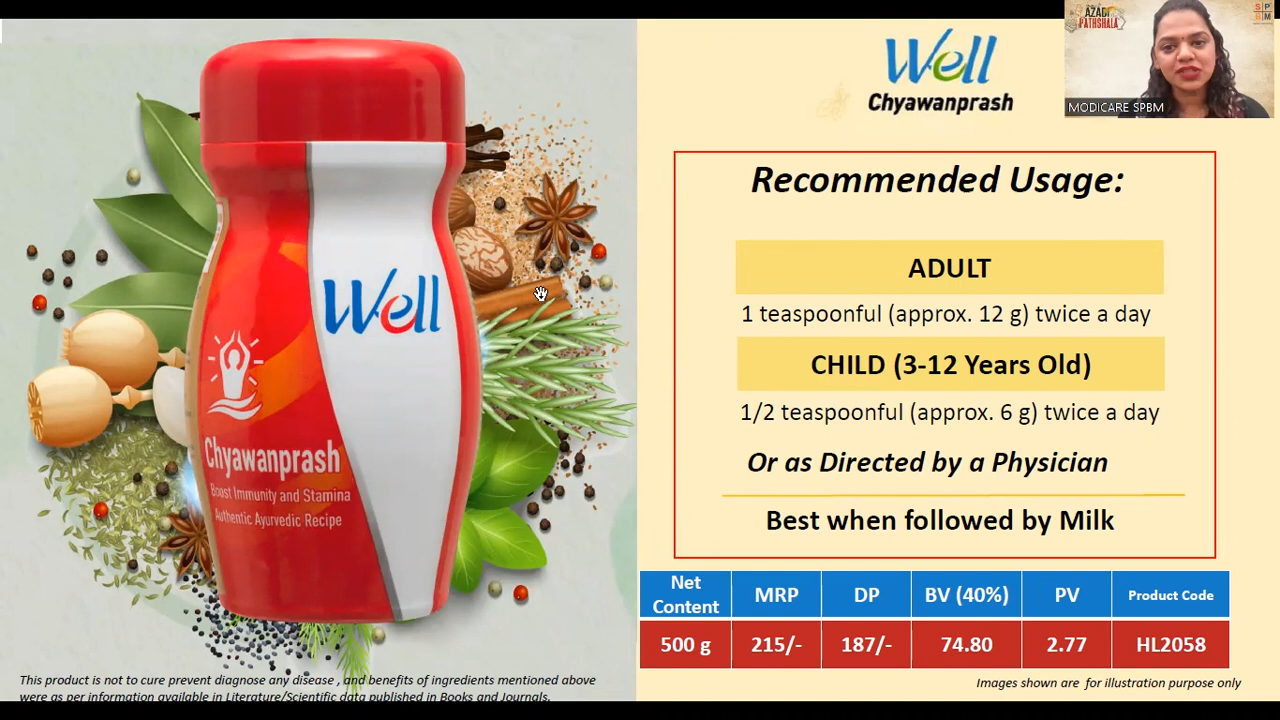 Well
Chyawanprash
Boost Immunity and Stamina
Authentic Ayurvedic Recipe
This product is not to cure prevent diagnose any disease , and benefits of ingredients mentioned above
were as per information available in Literature/Scientific data published in Books and Journals.
Well
Chyawanprash
AZADI
PATHSHALA
SP
BM
MODICARE SPBM
Recommended Usage:
ADULT
1 teaspoonful (approx. 12 g) twice a day
CHILD (3-12 Years Old)
1/2 teaspoonful (approx. 6 g) twice a day
Or as Directed by a Physician
Best when followed by Milk
Net Content MRP DP BV (40%) PV Product Code
500 g 215/- 187/- 74.80 2.77 HL2058
Images shown are for illustration purpose only